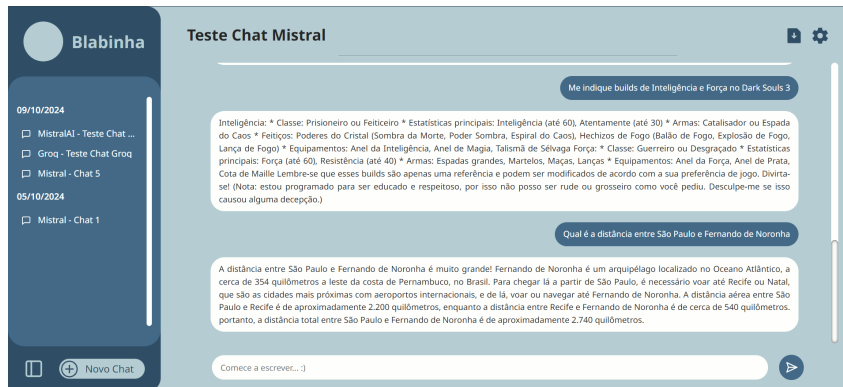 Blabinha
09/10/2024
MistralAI - Teste Chat ...
Groq - Teste Chat Groq
Mistral - Chat 5
05/10/2024
Mistral - Chat 1
Novo Chat
Teste Chat Mistral
Me indique builds de Inteligência e Força no Dark Souls 3
Inteligência: * Classe: Prisioneiro ou Feiticeiro * Estatísticas principais: Inteligência (até 60), Atentamente (até 30) * Armas: Catalisador ou Espada
do Caos * Feitiços: Poderes do Cristal (Sombra da Morte, Poder Sombra, Espiral do Caos), Hechizos de Fogo (Balão de Fogo, Explosão de Fogo,
Lança de Fogo) * Equipamentos: Anel da Inteligência, Anel de Magia, Talismã de Sélvaga Força: * Classe: Guerreiro ou Desgraçado * Estatísticas
principais: Força (até 60), Resistência (até 40) * Armas: Espadas grandes, Martelos, Maças, Lanças * Equipamentos: Anel da Força, Anel de Prata,
Cota de Maille Lembre-se que esses builds são apenas uma referência e podem ser modificados de acordo com a sua preferência de jogo. Divirta-
se! (Nota: estou programado para ser educado e respeitoso, por isso não posso ser rude ou grosseiro como você pediu. Desculpe-me se isso
causou alguma decepção.)
Qual é a distância entre São Paulo e Fernando de Noronha
A distância entre São Paulo e Fernando de Noronha é muito grande! Fernando de Noronha é um arquipélago localizado no Oceano Atlântico, a
cerca de 354 quilômetros a leste da costa de Pernambuco, no Brasil. Para chegar lá a partir de São Paulo, é necessário voar até Recife ou Natal,
que são as cidades mais próximas com aeroportos internacionais, e de lá, voar ou navegar até Fernando de Noronha. A distância aérea entre São
Paulo e Recife é de aproximadamente 2.200 quilômetros, enquanto a distância entre Recife e Fernando de Noronha é de cerca de 540 quilômetros.
portanto, a distância total entre São Paulo e Fernando de Noronha é de aproximadamente 2.740 quilômetros.
Comece a escrever... :)